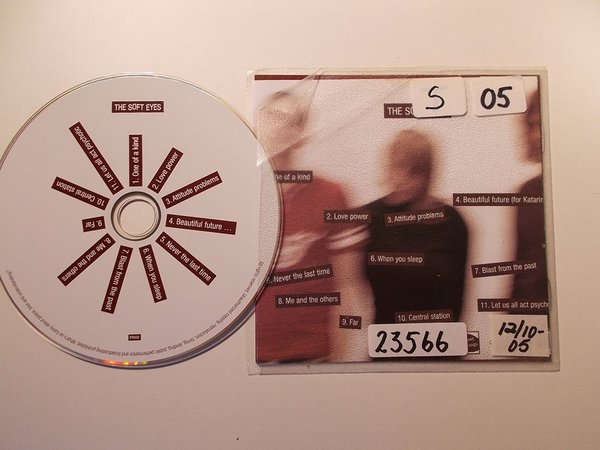 THE SOFT EYES
1. One of a kind
2. Love power
3. Attitude problems
4. Beautiful future ...
5. Never the last time
6. When you sleep
7. Blast from the past
8. Me and the others
9. Far
10. Central station
11. Let us all act psychotic
THE SO
S
05
ne of a kind
2. Love power
3. Attitude problems
4. Beautiful future (for Katarin
Never the last time
6. When you sleep
7. Blast from the past
8. Me and the others
9. Far
10. Central station
11. Let us all act psych
23566
12/10-
05